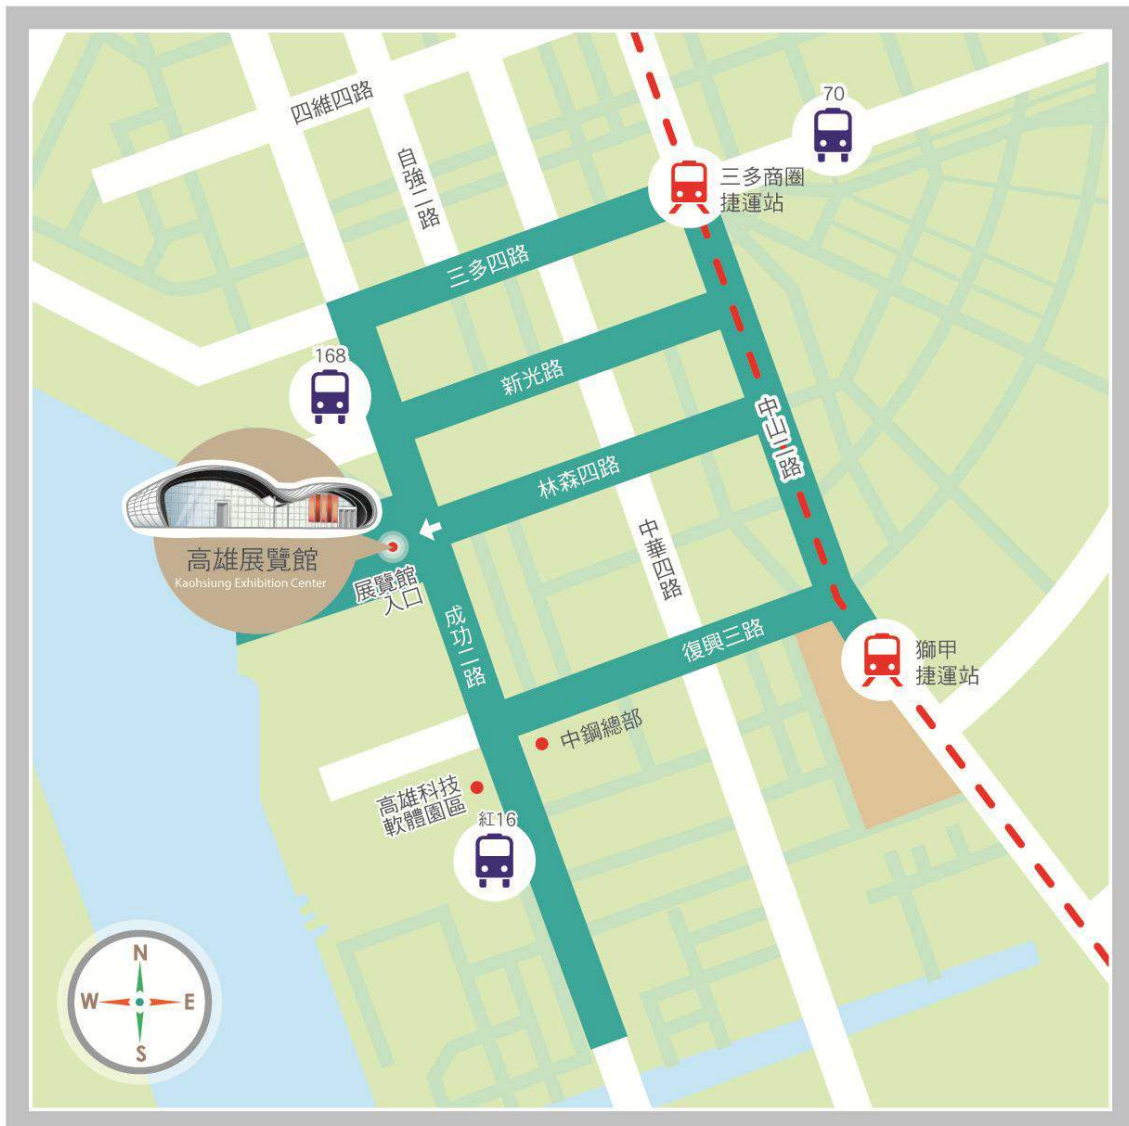 四維四路
70
自強二路
三多商圈
捷運站
三多四路
168
新光路
中山二路
林森四路
高雄展覽館
Kaohsiung Exhibition Center
展覽館
入口
中華四路
成功二路
復興三路
獅甲
捷運站
中鋼總部
高雄科技
軟體園區
紅16
N
W
E
S